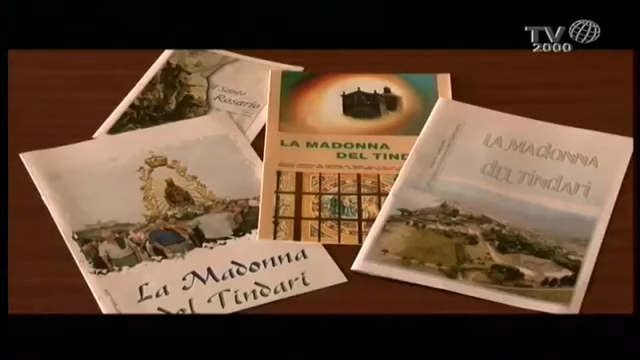 TV
2000
Il Santo
Rosario
LA MADONNA
DEL TIND
LA MADONNA
DEL TINDARI
La Madonna
del Tindari